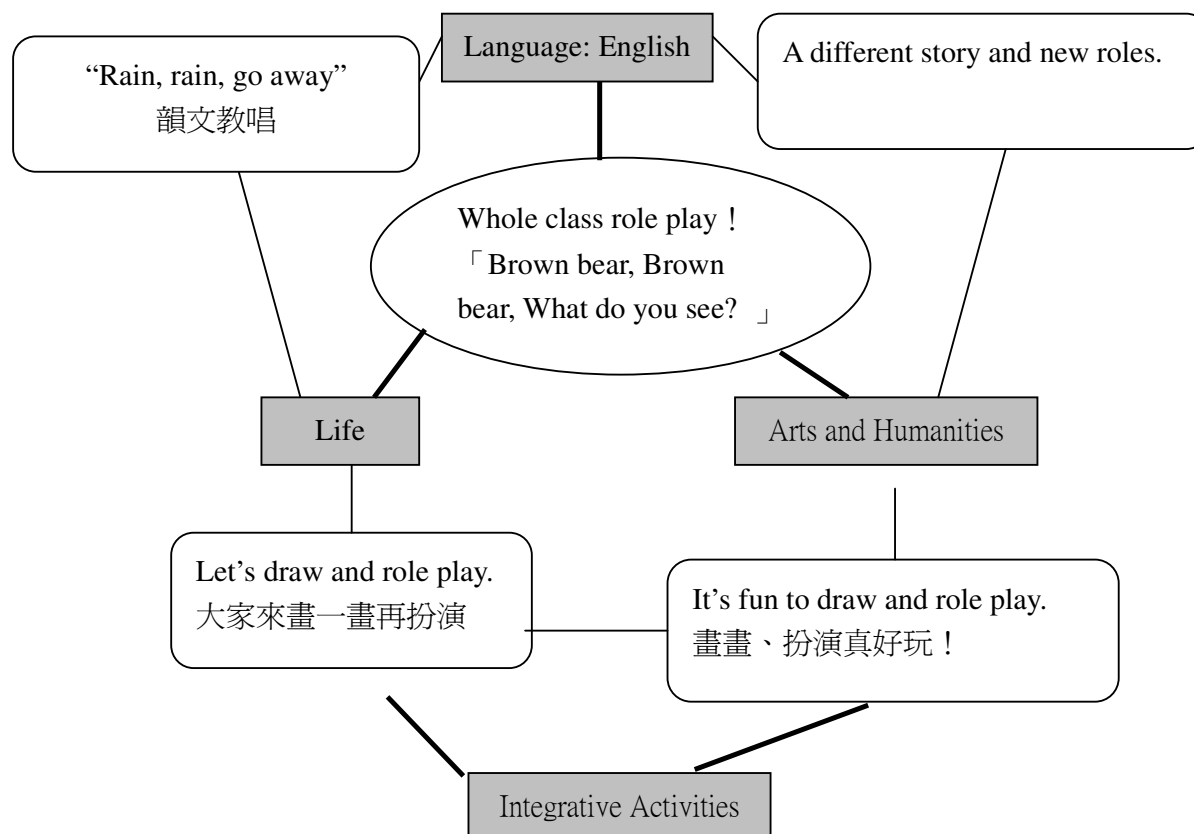 Language: English
“Rain, rain, go away”
韻文教唱
A different story and new roles.
Whole class role play！
「Brown bear, Brown
bear, What do you see? 」
Life
Arts and Humanities
Let's draw and role play.
大家來畫一畫再扮演
It's fun to draw and role play.
畫畫、扮演真好玩！
Integrative Activities